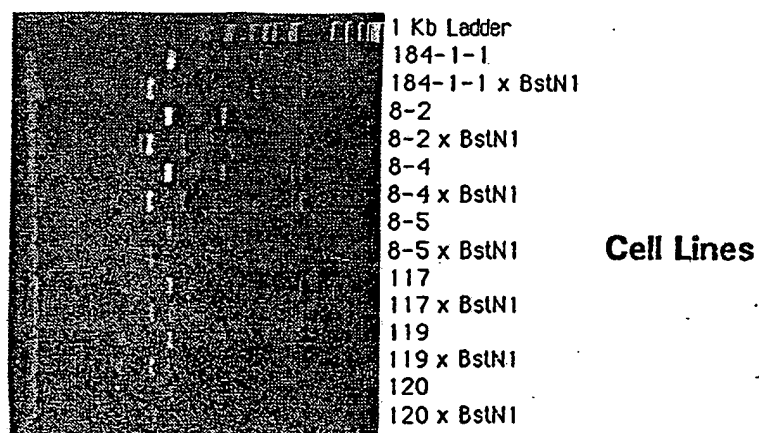 1 Kb Ladder
184-1-1
184-1-1 x BstN1
8-2
8-2 x BstN1
8-4
8-4 x BstN1
8-5
8-5 x BstN1
Cell Lines
117
117 x BstN1
119
119 x BstN1
120
120 x BstN1